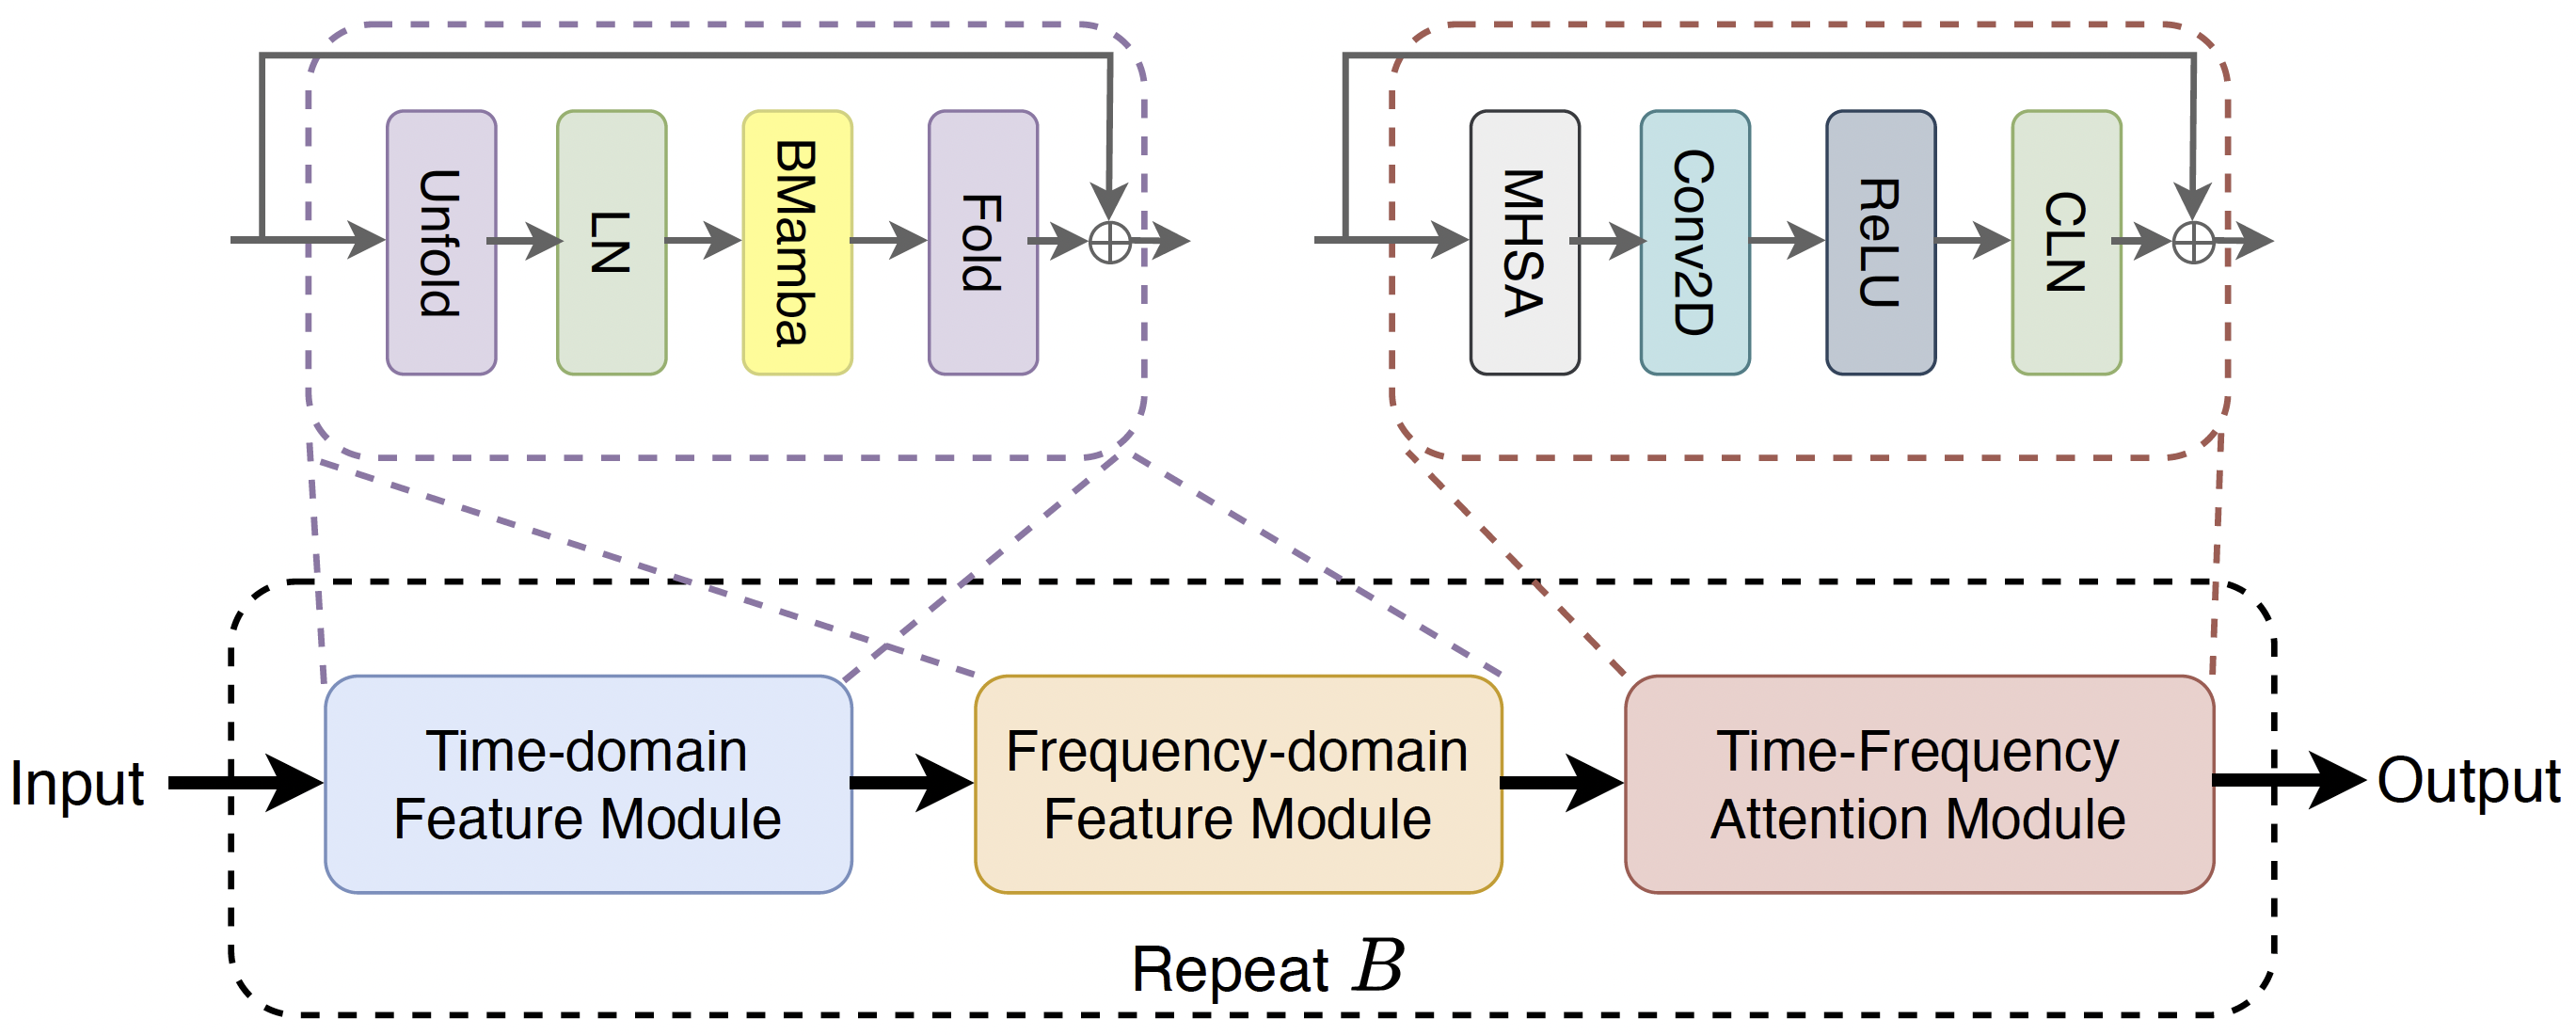 Unfold
LN
BMamba
Fold
MHSA
Conv2D
ReLU
CLN
Input
Time-domain
Feature Module
Frequency-domain
Feature Module
Time-Frequency
Attention Module
Output
Repeat B